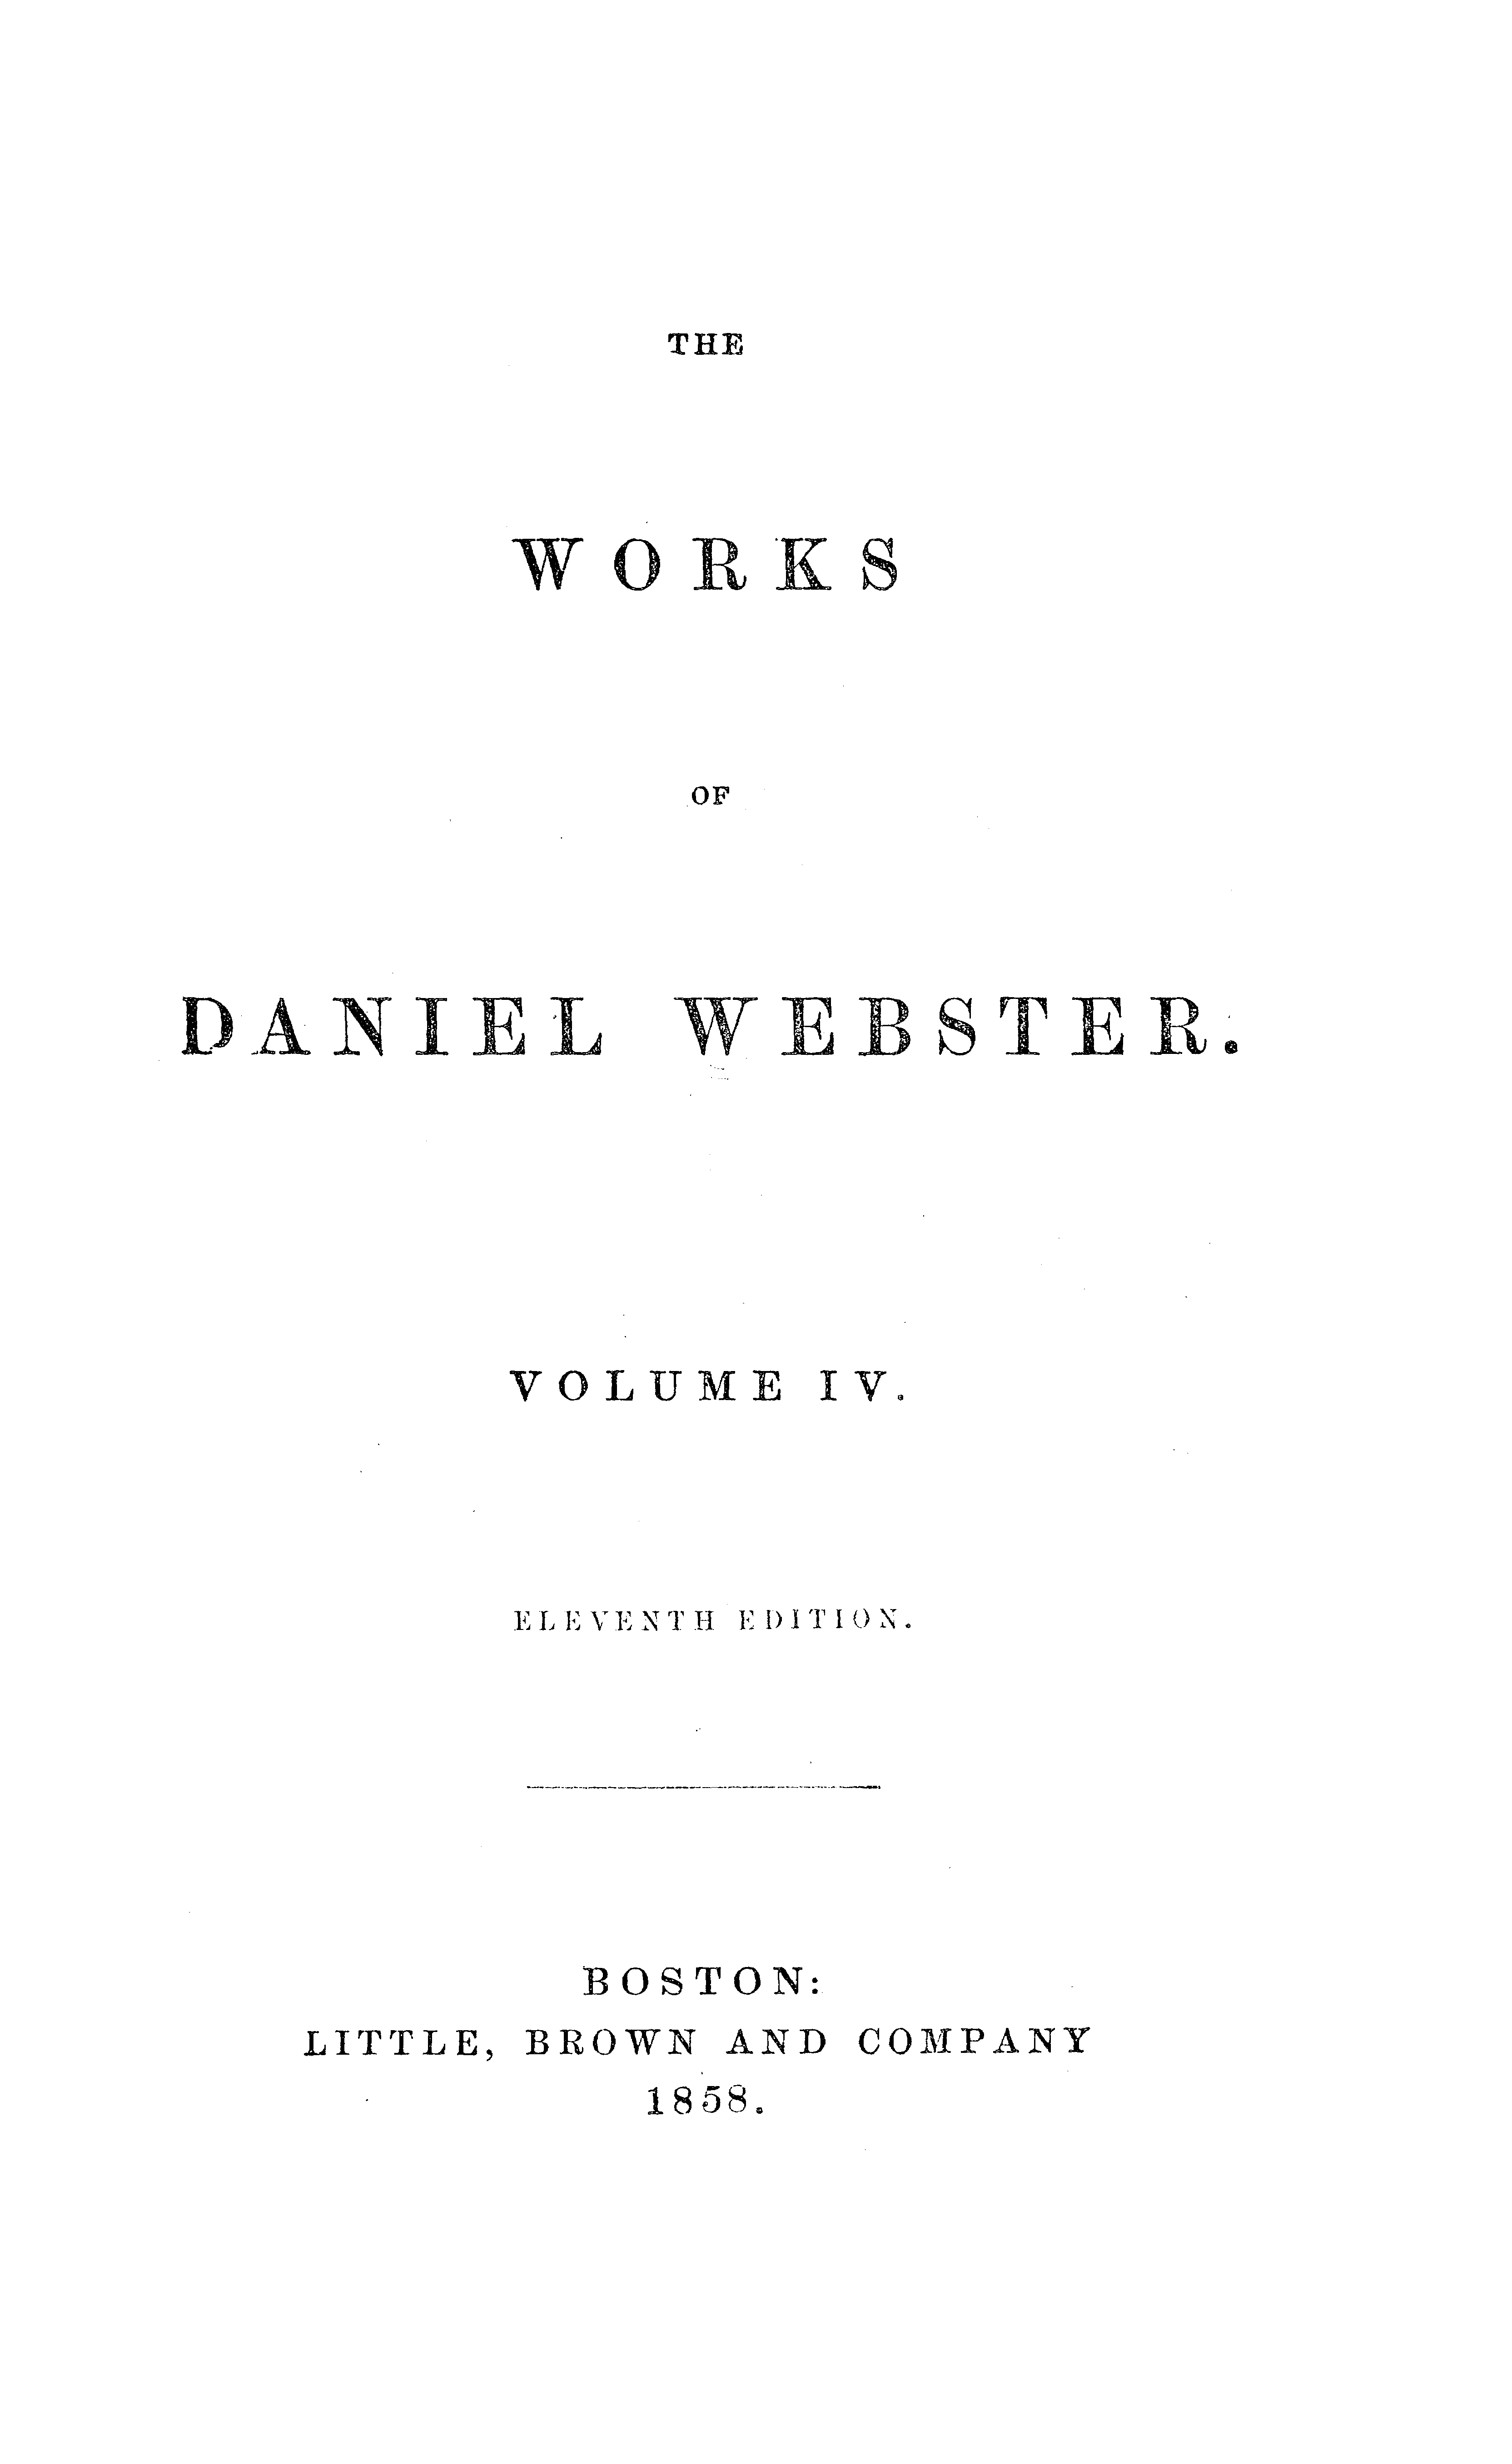 THE
WORKS
OF
DANIEL WEBSTER.
VOLUME IV.
ELEVENTH EDITION.
BOSTON:
LITTLE, BROWN AND COMPANY
1858.